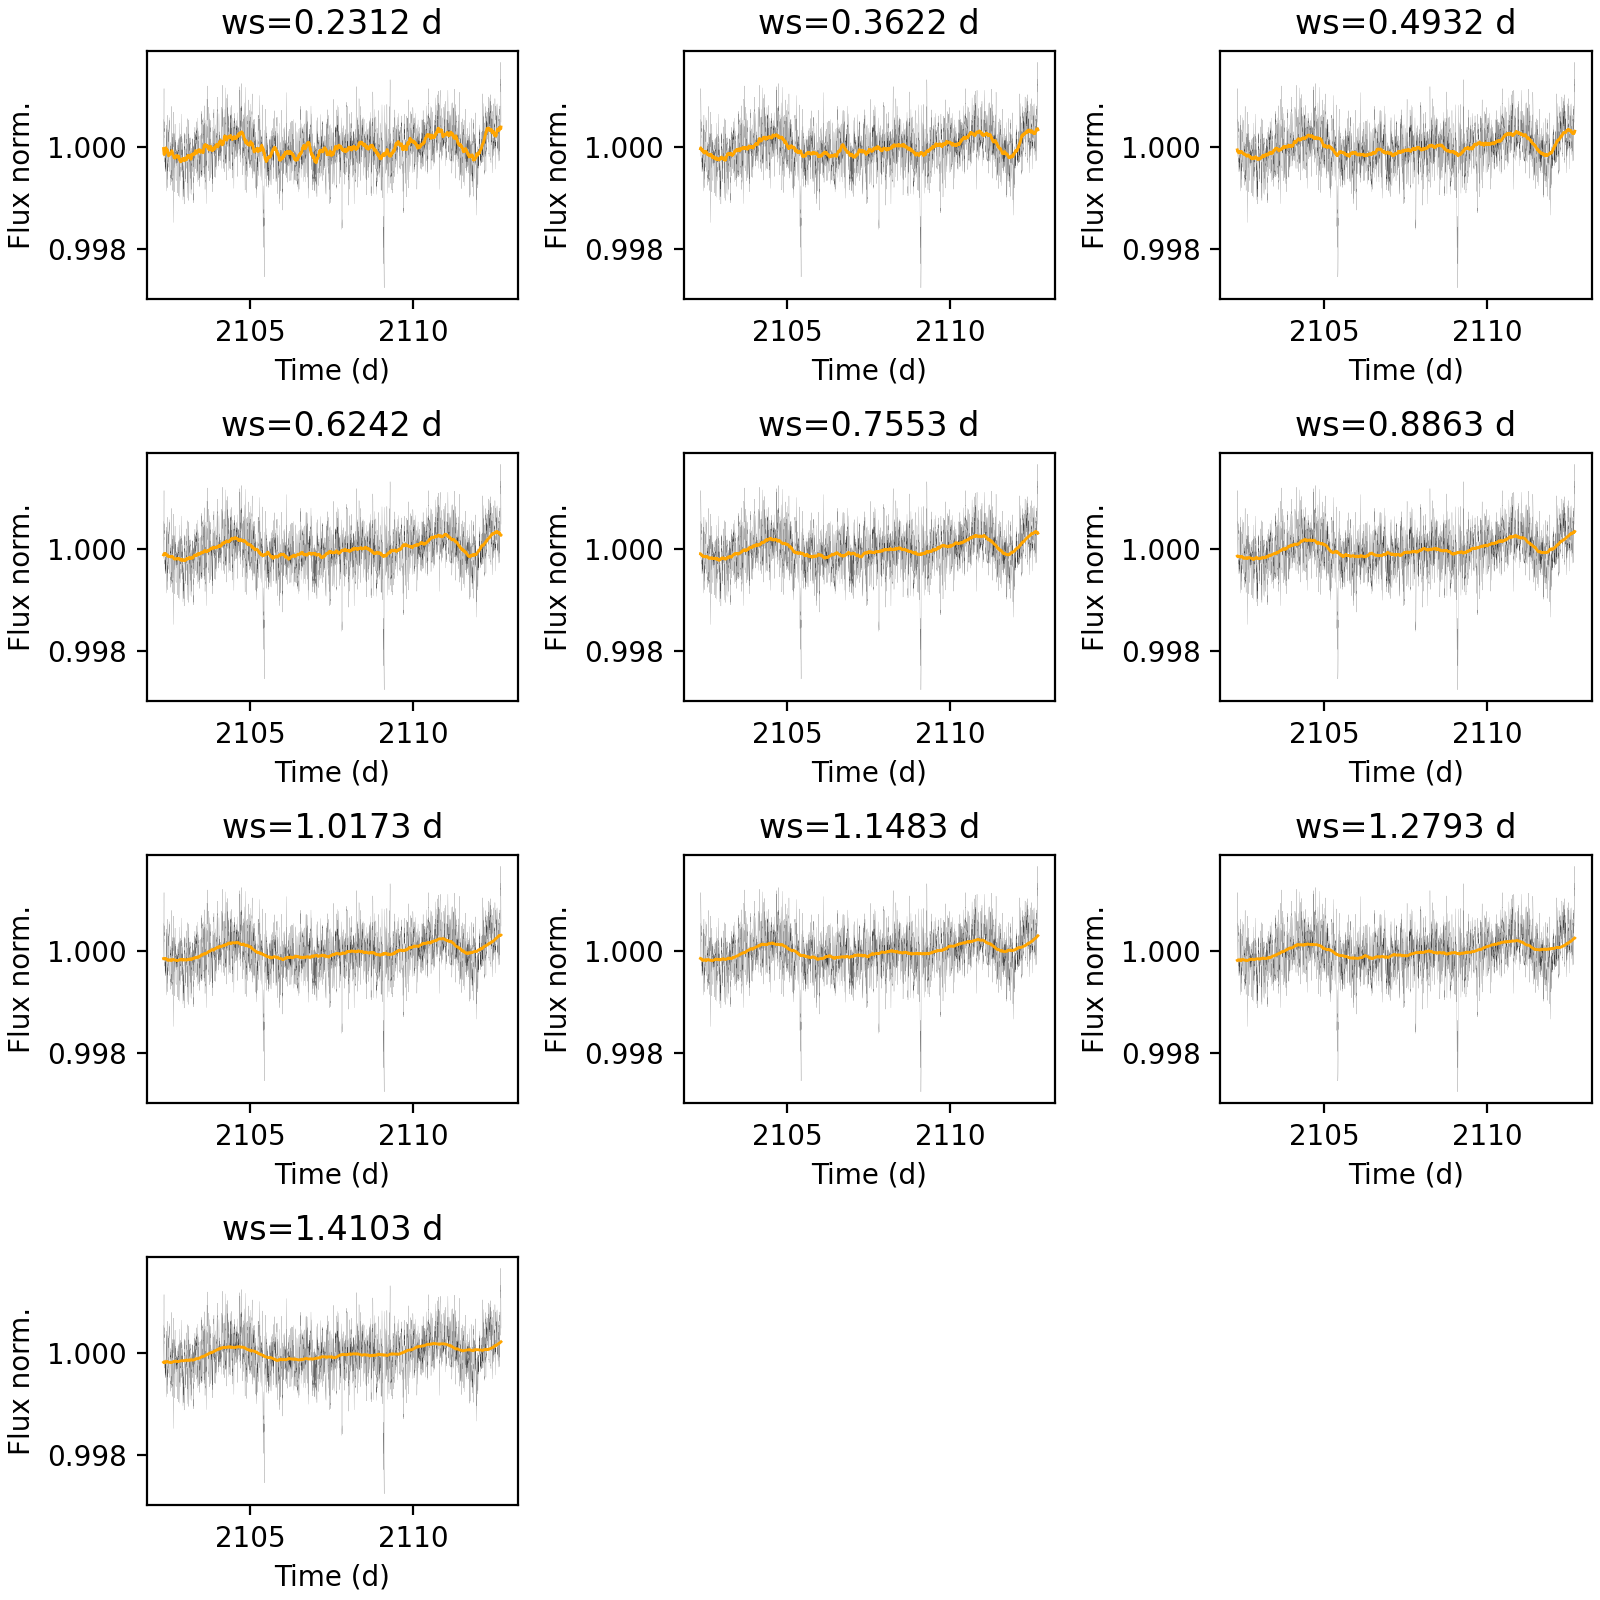 ws=0.2312 d
ws=0.3622 d
ws=0.4932 d
Flux norm.
1.000
0.998
2105
2110
Time (d)
Flux norm.
1.000
0.998
2105
2110
Time (d)
Flux norm.
1.000
0.998
2105
2110
Time (d)
ws=0.6242 d
ws=0.7553 d
ws=0.8863 d
Flux norm.
1.000
0.998
2105
2110
Time (d)
Flux norm.
1.000
0.998
2105
2110
Time (d)
Flux norm.
1.000
0.998
2105
2110
Time (d)
ws=1.0173 d
ws=1.1483 d
ws=1.2793 d
Flux norm.
1.000
0.998
2105
2110
Time (d)
Flux norm.
1.000
0.998
2105
2110
Time (d)
Flux norm.
1.000
0.998
2105
2110
Time (d)
ws=1.4103 d
Flux norm.
1.000
0.998
2105
2110
Time (d)